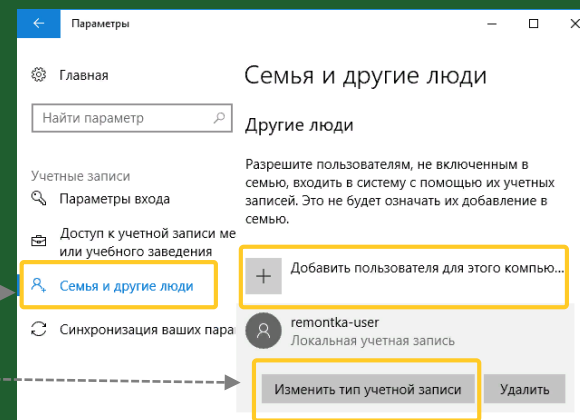 Параметры
Главная
Найти параметр
Учетные записи
Параметры входа
Доступ к учетной записи ме
или учебного заведения
Семья и другие люди
Синхронизация ваших пара
Семья и другие люди
Другие люди
Разрешите пользователям, не включенным в
семью, входить в систему с помощью их учетных
записей. Это не будет означать их добавление в
семью.
Добавить пользователя для этого компью...
remontka-user
Локальная учетная запись
Изменить тип учетной записи
Удалить